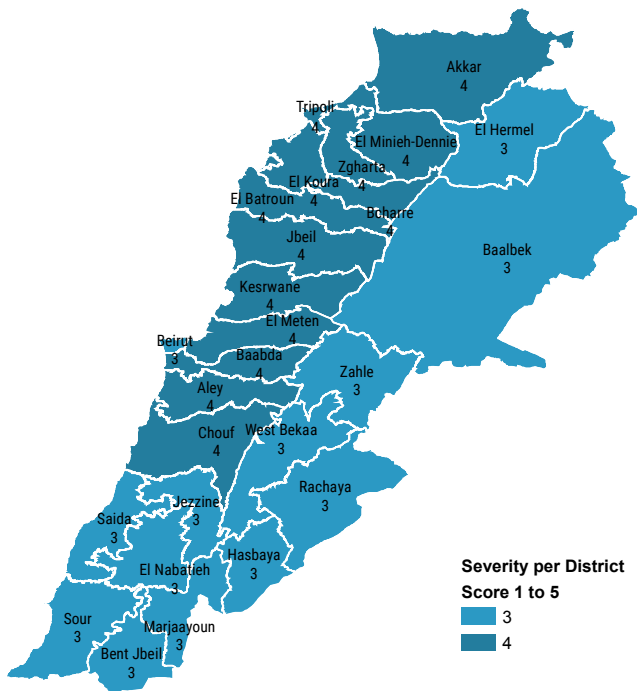 Akkar
4
Tripoli
4
El Minieh-Dennie
4
El Hermel
3
Zgharta
4
El Koura
4
El Batroun
4
Bcharre
4
Jbeil
4
Baalbek
3
Kesrwane
4
El Meten
4
Beirut
3
Baabda
4
Zahle
3
Aley
4
Chouf
4
West Bekaa
3
Rachaya
3
Jezzine
3
Saida
3
Hasbaya
3
El Nabatieh
3
Sour
3
Marjaayoun
3
Bent Jbeil
3
Severity per District
Score 1 to 5
3
4